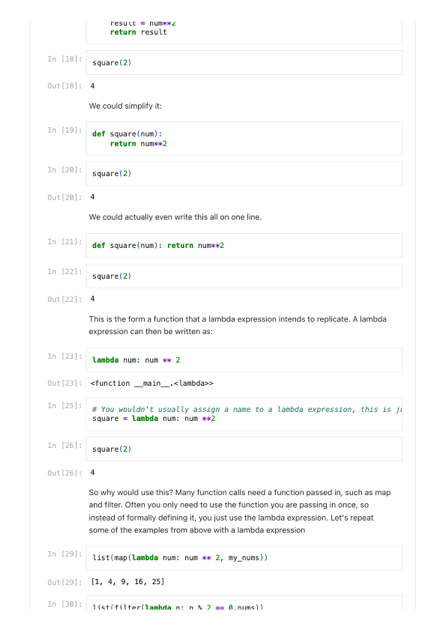 result = num**2
return result
In [18]: square(2)
Out[18]: 4
We could simplify it:
In [19]: def square(num):
return num**2
In [20]: square(2)
Out[20]: 4
We could actually even write this all on one line.
In [21]: def square(num): return num**2
In [22]: square(2)
Out[22]: 4
This is the form a function that a lambda expression intends to replicate. A lambda
expression can then be written as:
In [23]: lambda num: num ** 2
Out[23]: <function __main__.<lambda>>
In [25]: # You wouldn't usually assign a name to a lambda expression, this is
square = lambda num: num **2
In [26]: square(2)
Out[26]: 4
So why would use this? Many function calls need a function passed in, such as map
and filter. Often you only need to use the function you are passing in once, so
instead of formally defining it, you just use the lambda expression. Let's repeat
some of the examples from above with a lambda expression
In [29]: list(map(lambda num: num ** 2, my_nums))
Out[29]: [1, 4, 9, 16, 25]
In [30]: list(filter(lambda n: n % 2 == 0,nums))